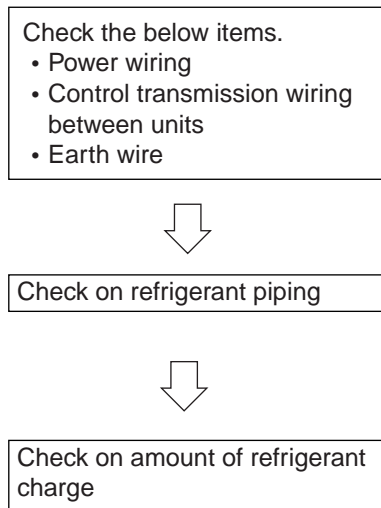 Check the below items.
• Power wiring
• Control transmission wiring
between units
• Earth wire
Check on refrigerant piping
Check on amount of refrigerant
charge